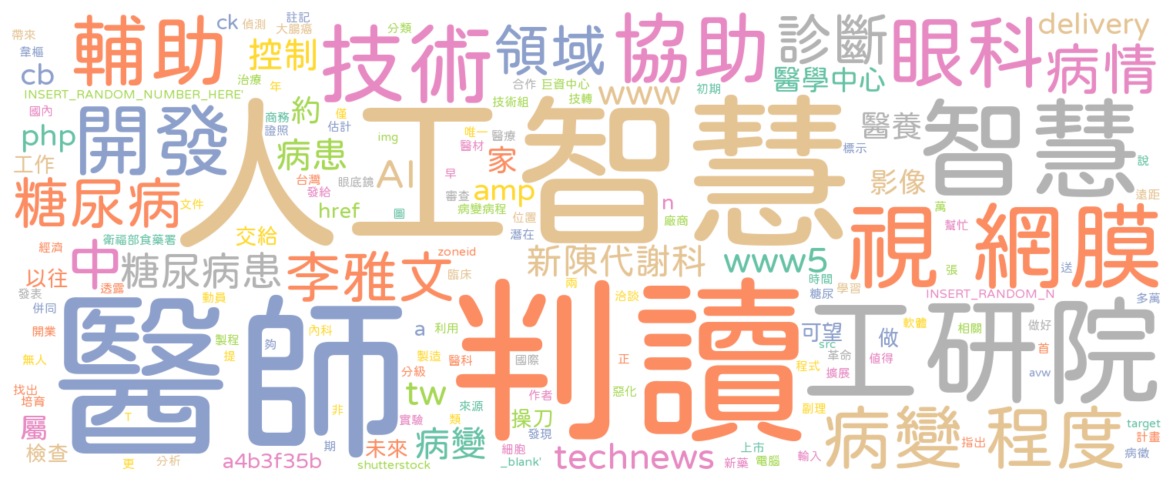 帶來
ck
偵測
註記
大腸癌
分類
delivery
韋樞
輔助
控制
技術
領域
協助
診斷
眼科
病情
cb
治療
年
合作
巨資中心
醫學中心
INSERT_RANDOM_NUMBER_HERE'
www
初期
國內
商務
約
僅
技術組
技轉
php
開發
證照
估計
人工智慧
img
唯一
醫療
醫養
智慧
工作
病患
醫材
家
標示
說
台灣
眼底鏡
AI
早
影像
遠距
糖尿病
發給
審查
amp
n
文件
href
圖
病變病程
位置
廠商
萬
視網膜
衛福部食藥署
交給
潛在
幫忙
經濟
中
糖尿病患
李雅文
zoneid
新陳代謝科
www5
張
送
以往
透露
臨床
兩
洽談
時間
學習
發表
動員
糖尿
INSERT_RANDOM_N
多萬
併同
醫師
判讀
工研院
開業
製程
內科
a
利用
可望
做
軟體
相關
做好
提
夠
製造
src
革命
首
無人
醫科
國際
正
值得
分級
程式
擴展
avw
找出
培育
tw
惡化
非
作者
來源
類
副理
T
實驗
操刀
屬
病變
發現
病變
程度
target
期
未來
指出
計畫
檢查
更
分析
a4b3f35b
細胞
上市
病徵
shutterstock
_blank'
technews
新藥
電腦
輸入